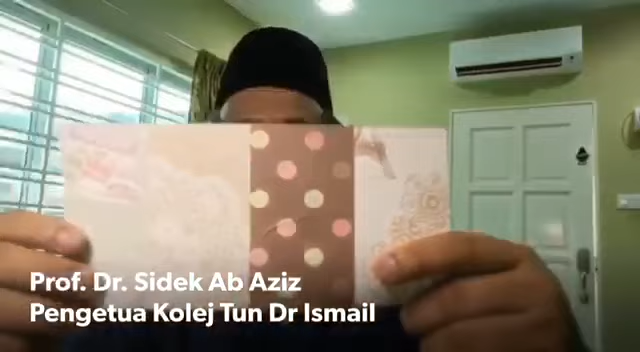 Prof. Dr. Sidek Ab Aziz
Pengetua Kolej Tun Dr Ismail